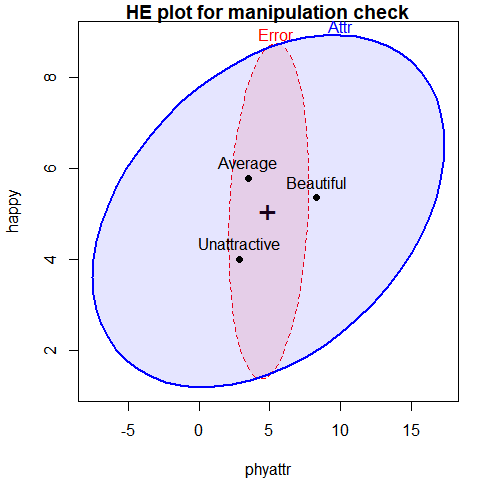 HE plot for manipulation check
Error
Attr
8
Average
6
Beautiful
happy
Unattractive
4
2
-5 0 5 10 15
phyattr